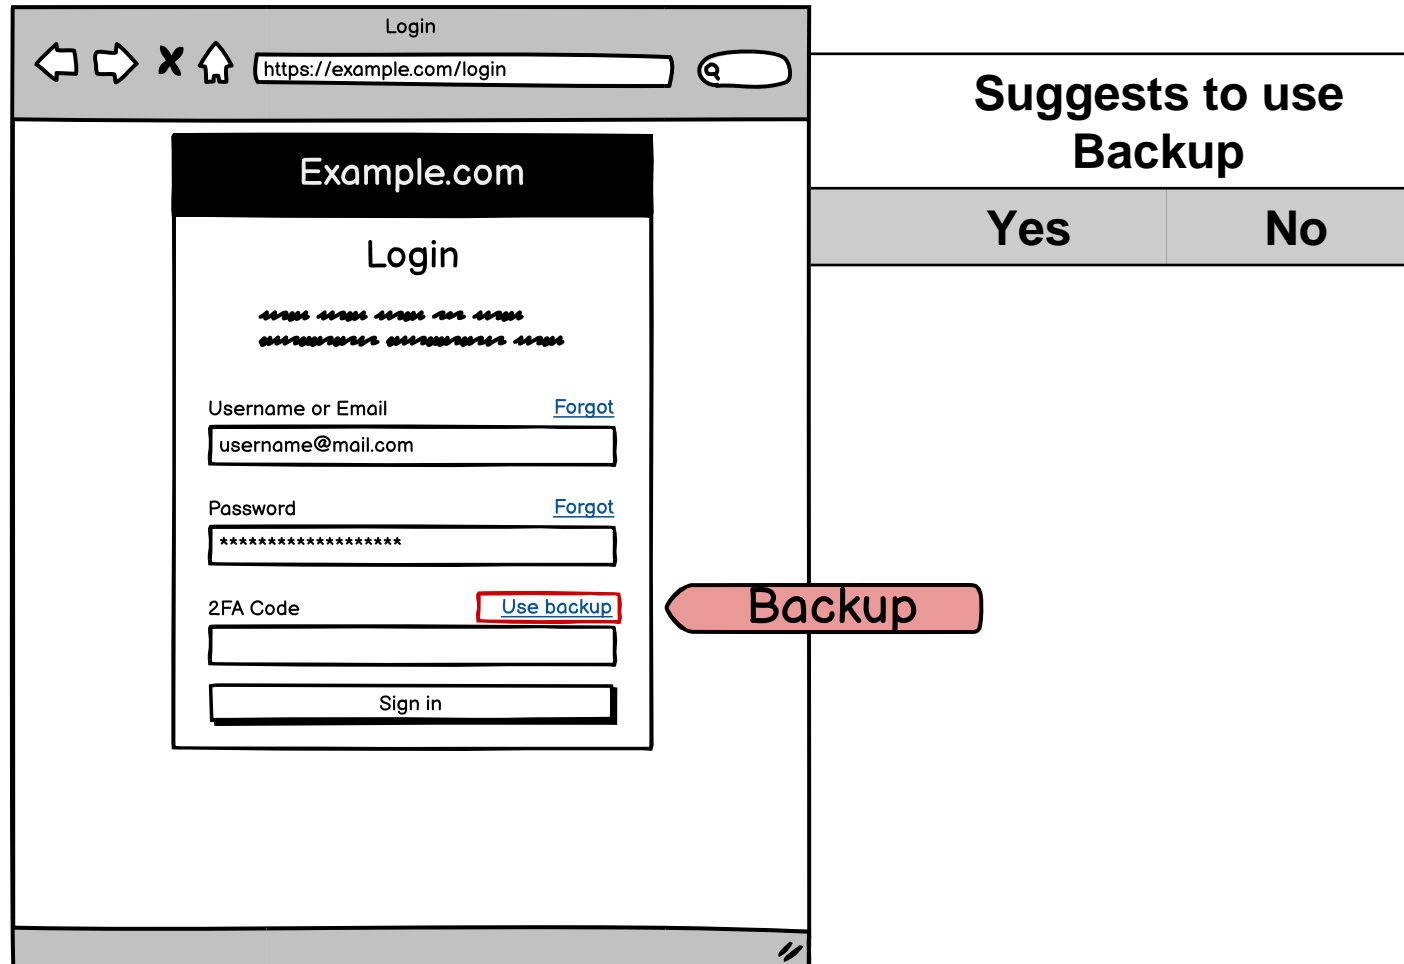 Login
https://example.com/login
Suggests to use
Backup
Yes No
Example.com
Login
Username or Email Forgot
username@mail.com
Password Forgot
*******************
2FA Code Use backup
Backup
Sign in